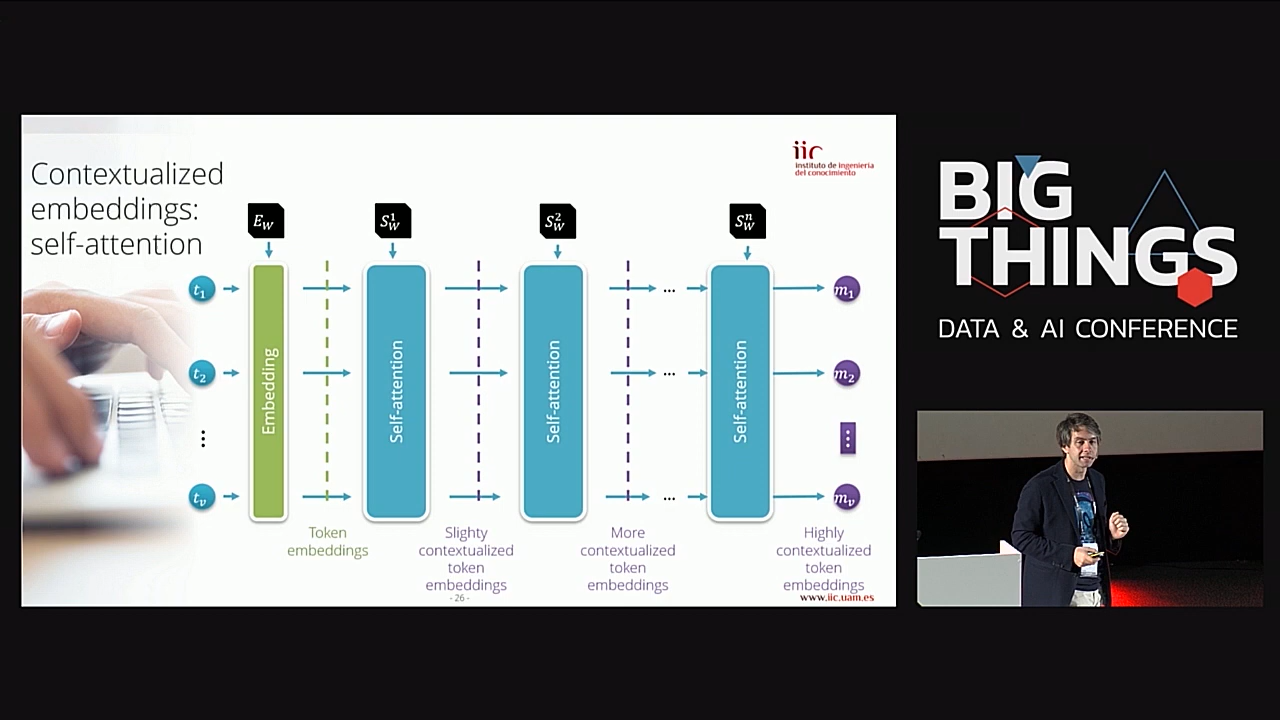 Contextualized
embeddings:
self-attention
iic
instituto de ingeniería
del conocimiento
E_W
S_W^1
S_W^2
S_W^n
t_1
t_2
⋮
t_v
Embedding
Self-attention
Self-attention
Self-attention
...
...
...
m_1
m_2
⋮
m_v
Token
embeddings
Slighty
contextualized
token
embeddings
More
contextualized
token
embeddings
Highly
contextualized
token
embeddings
- 26 -
www.iic.uam.es
BIG
THINGS
DATA & AI CONFERENCE